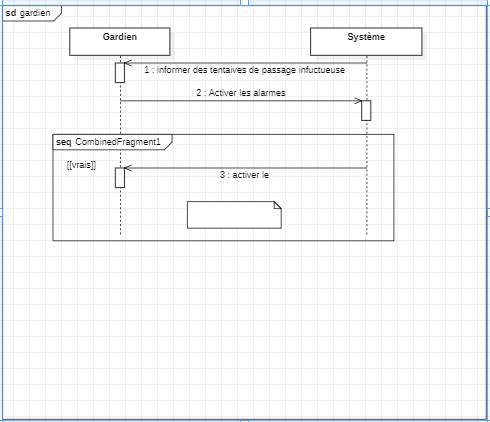 sd gardien
Gardien
Système
1 : informer des tentaives de passage infuctueuse
2 : Activer les alarmes
seq CombinedFragment1
[[vrais]]
3 : activer le